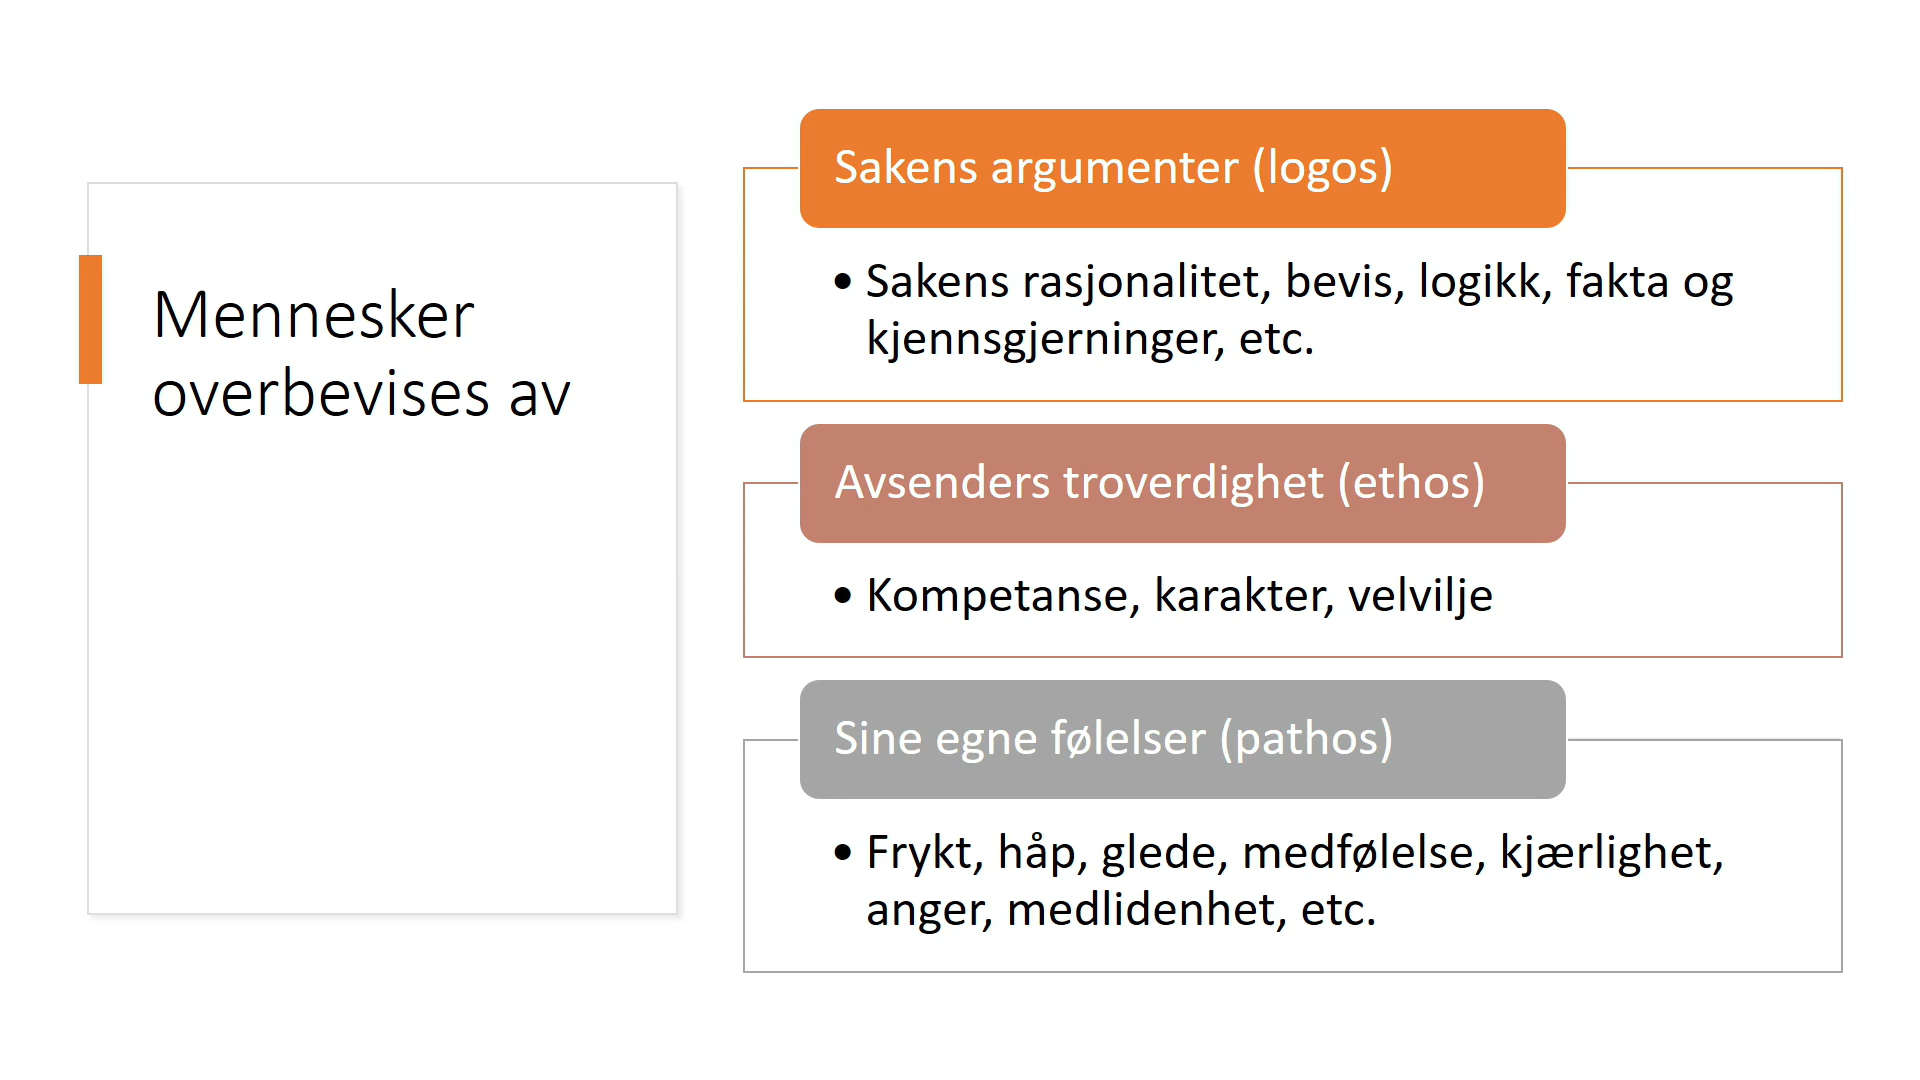 Mennesker
overbevises av
Sakens argumenter (logos)
• Sakens rasjonalitet, bevis, logikk, fakta og
kjennsgjerninger, etc.
Avsenders troverdighet (ethos)
• Kompetanse, karakter, velvilje
Sine egne følelser (pathos)
• Frykt, håp, glede, medfølelse, kjærlighet,
anger, medlidenhet, etc.